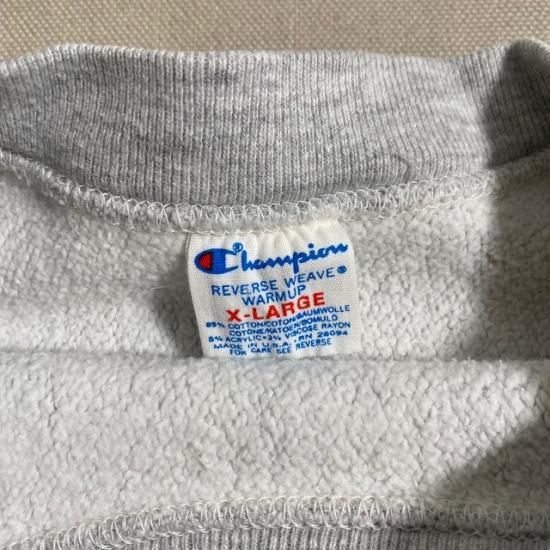 Champion®
REVERSE WEAVE®
WARMUP
X-LARGE
89% COTTON/COTON/BAUMWOLLE
COTONE/KATOEN/BOMULD
8% ACRYLIC•3% VISCOSE RAYON
MADE IN U.S.A. RN 26094
FOR CARE SEE REVERSE